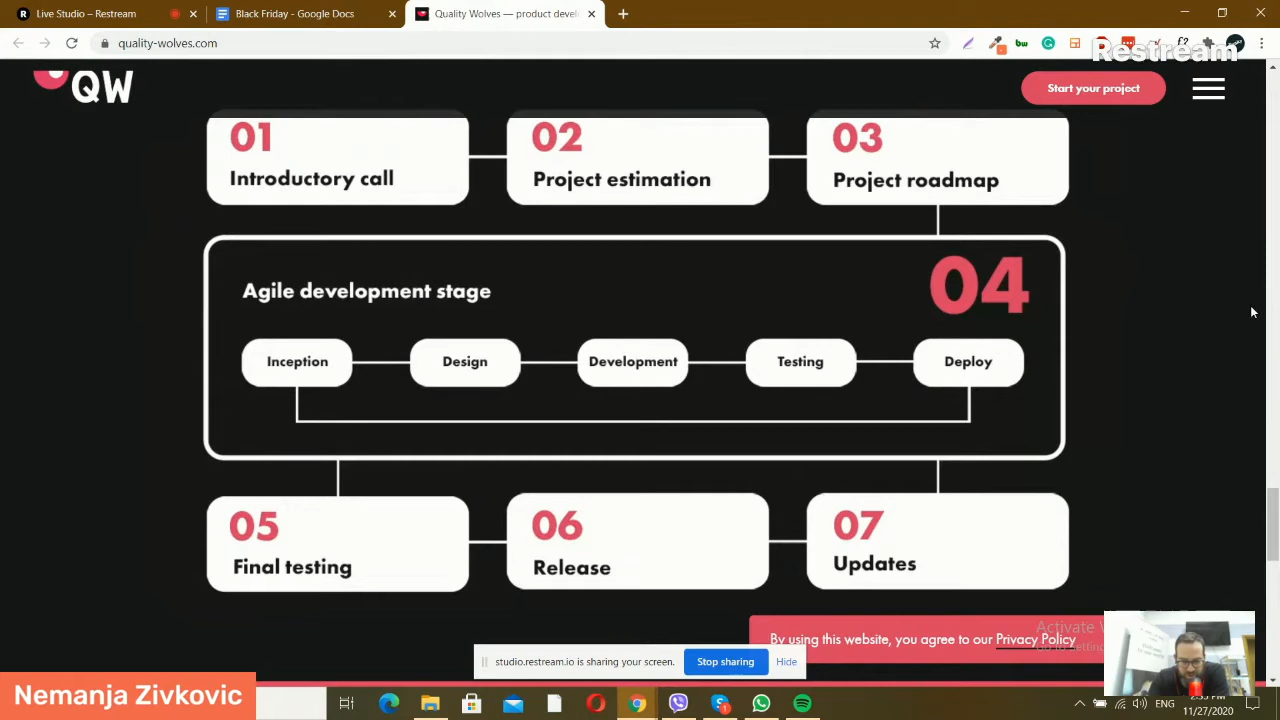 Live Studio – Restream
Black Friday - Google Docs
Quality Wolves — product devel
quality-wolves.com
Restream
QW
Start your project
01
Introductory call
02
Project estimation
03
Project roadmap
Agile development stage
04
Inception
Design
Development
Testing
Deploy
05
Final testing
06
Release
07
Updates
By using this website, you agree to our Privacy Policy
Activate
studio.restream.io is sharing your screen.
Stop sharing
Hide
Nemanja Zivkovic
ENG
11/27/2020